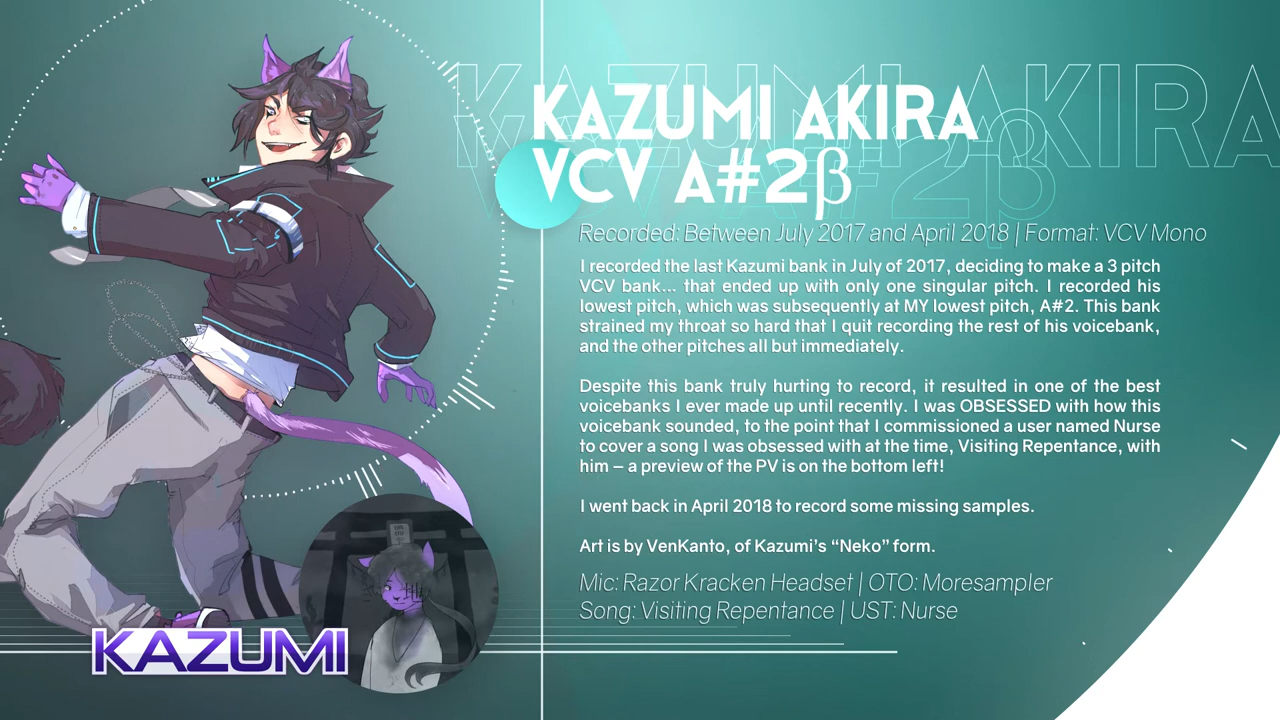 KAZUMI AKIRA
KAZUMI AKIRA
VCV A#2β
VCV A#2β
Recorded: Between July 2017 and April 2018 | Format: VCV Mono
I recorded the last Kazumi bank in July of 2017, deciding to make a 3 pitch
VCV bank... that ended up with only one singular pitch. I recorded his
lowest pitch, which was subsequently at MY lowest pitch, A#2. This bank
strained my throat so hard that I quit recording the rest of his voicebank,
and the other pitches all but immediately.
Despite this bank truly hurting to record, it resulted in one of the best
voicebanks I ever made up until recently. I was OBSESSED with how this
voicebank sounded, to the point that I commissioned a user named Nurse
to cover a song I was obsessed with at the time, Visiting Repentance, with
him – a preview of the PV is on the bottom left!
I went back in April 2018 to record some missing samples.
Art is by VenKanto, of Kazumi's “Neko” form.
Mic: Razor Kracken Headset | OTO: Moresampler
Song: Visiting Repentance | UST: Nurse
KAZUMI